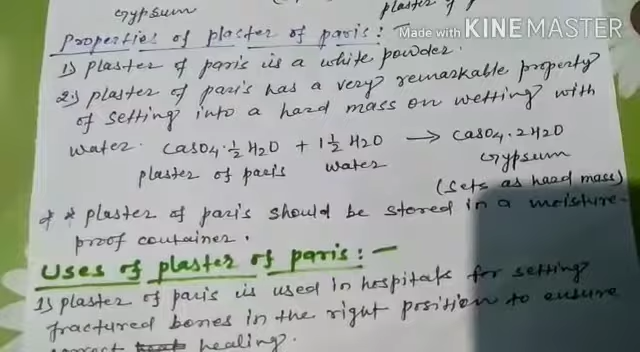 Gypsum plaster of
Made with KINEMASTER
Properties of plaster of paris : -
1) plaster of paris is a white powder.
2) plaster of paris has a very remarkable property
of setting into a hard mass on wetting with
water. CaSO4.½H2O + 1½H2O → CaSO4.2H2O
plaster of paris water Gypsum
(sets as hard mass)
* * plaster of paris should be stored in a moisture-
proof container.
Uses of plaster of paris : -
1) plaster of paris is used in hospitals for setting
fractured bones in the right position to ensure
correct healing.